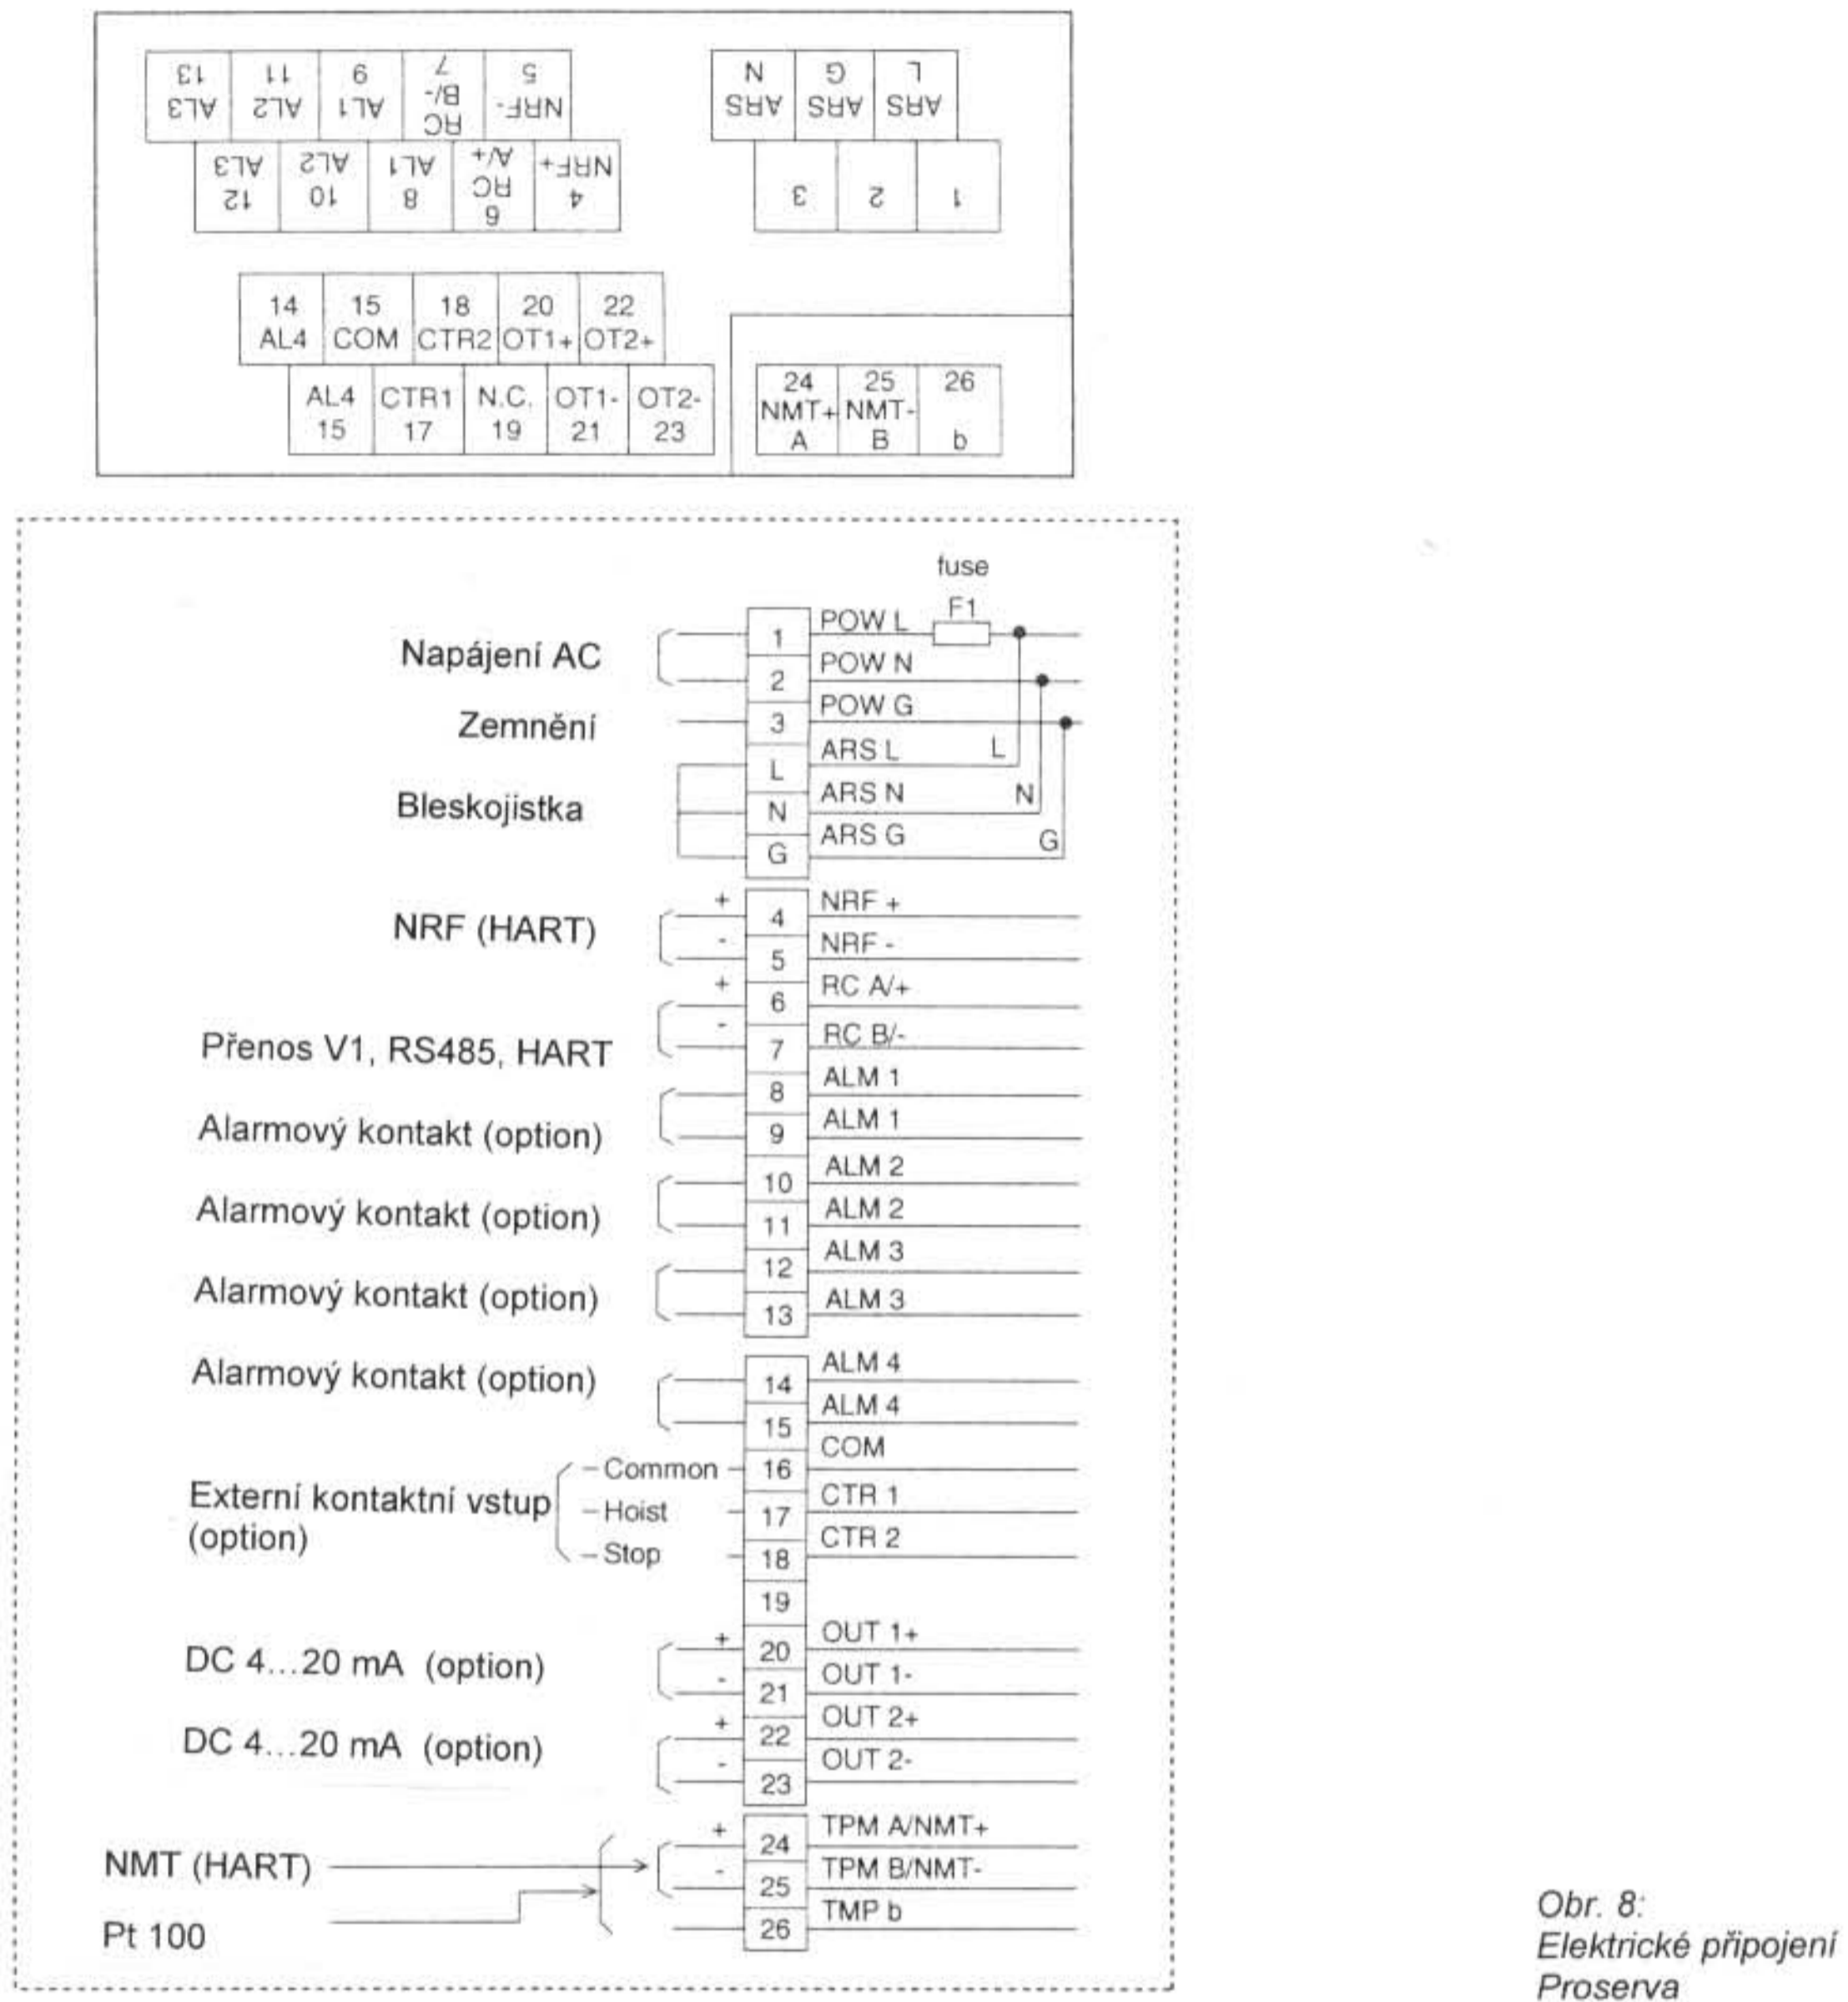 13 11 9 7 5
AL3 AL2 AL1 B/- NRF-
RC
N G L
ARS ARS ARS
AL3 AL2 AL1 A/+ NRF+
RC
12 10 8 6 4
3 2 1
14 15 18 20 22
AL4 COM CTR2 OT1+ OT2+
AL4 CTR1 N.C. OT1- OT2-
15 17 19 21 23
24 25 26
NMT+ NMT-
A B b
fuse
F1
Napájení AC
1 POW L
2 POW N
Zemnění
3 POW G
Bleskojistka
L ARS L L
N ARS N N
G ARS G G
NRF (HART)
+ 4 NRF +
- 5 NRF -
Přenos V1, RS485, HART
+ 6 RC A/+
- 7 RC B/-
Alarmový kontakt (option)
8 ALM 1
9 ALM 1
Alarmový kontakt (option)
10 ALM 2
11 ALM 2
Alarmový kontakt (option)
12 ALM 3
13 ALM 3
Alarmový kontakt (option)
14 ALM 4
15 ALM 4
Externí kontaktní vstup
(option)
Common 16 COM
Hoist 17 CTR 1
Stop 18 CTR 2
19
DC 4...20 mA (option)
+ 20 OUT 1+
- 21 OUT 1-
DC 4...20 mA (option)
+ 22 OUT 2+
- 23 OUT 2-
NMT (HART)
+ 24 TPM A/NMT+
- 25 TPM B/NMT-
Pt 100
26 TMP b
Obr. 8:
Elektrické připojení
Proserva